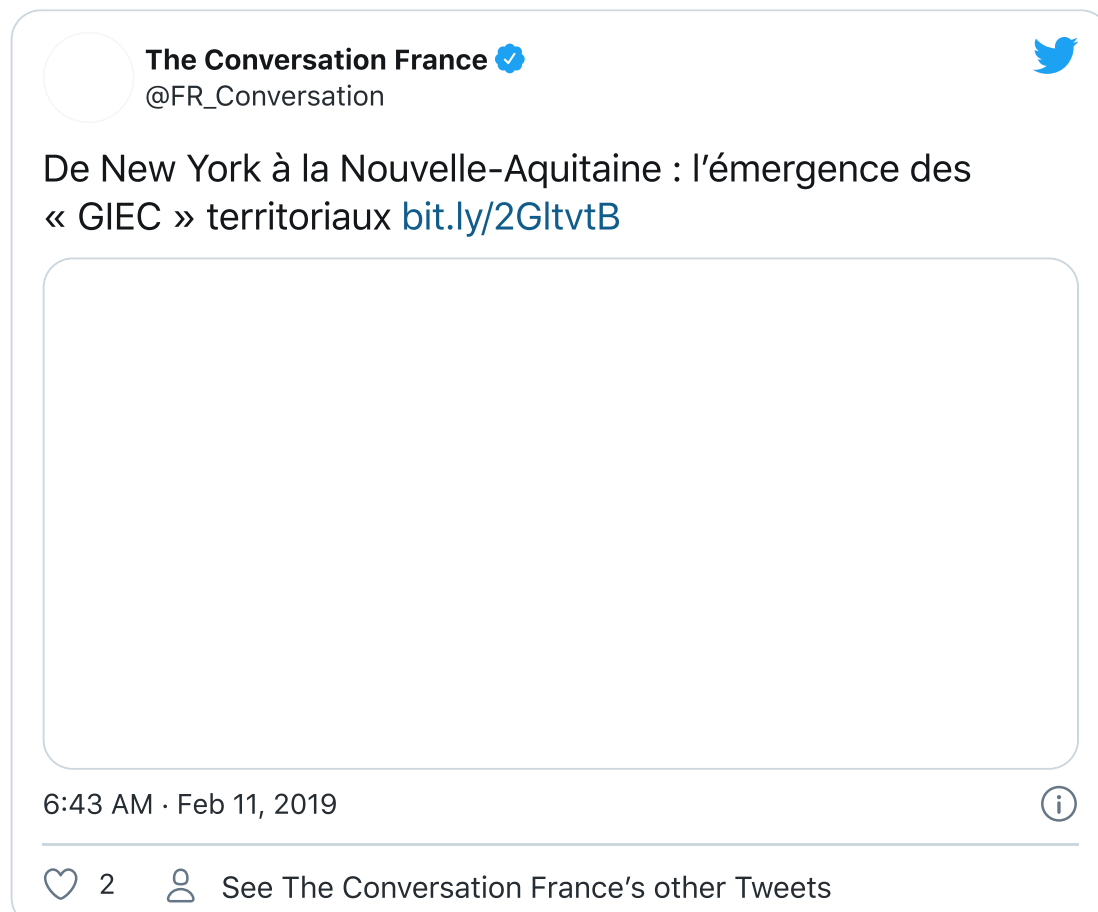 The Conversation France
@FR_Conversation
De New York à la Nouvelle-Aquitaine : l’émergence des
« GIEC » territoriaux bit.ly/2GltvtB
6:43 AM · Feb 11, 2019
2 See The Conversation France’s other Tweets